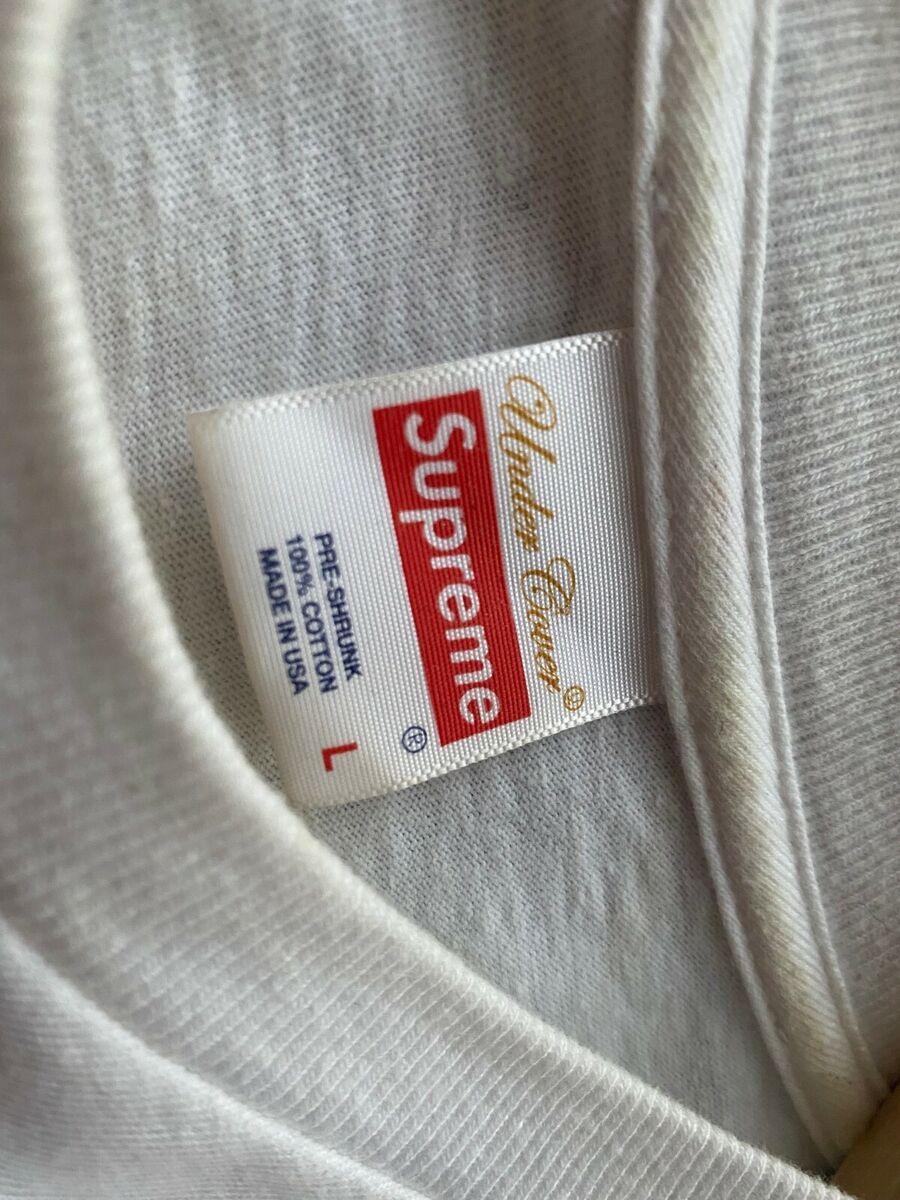 Under Cover®
Supreme
®
PRE-SHRUNK
100% COTTON
MADE IN USA
L